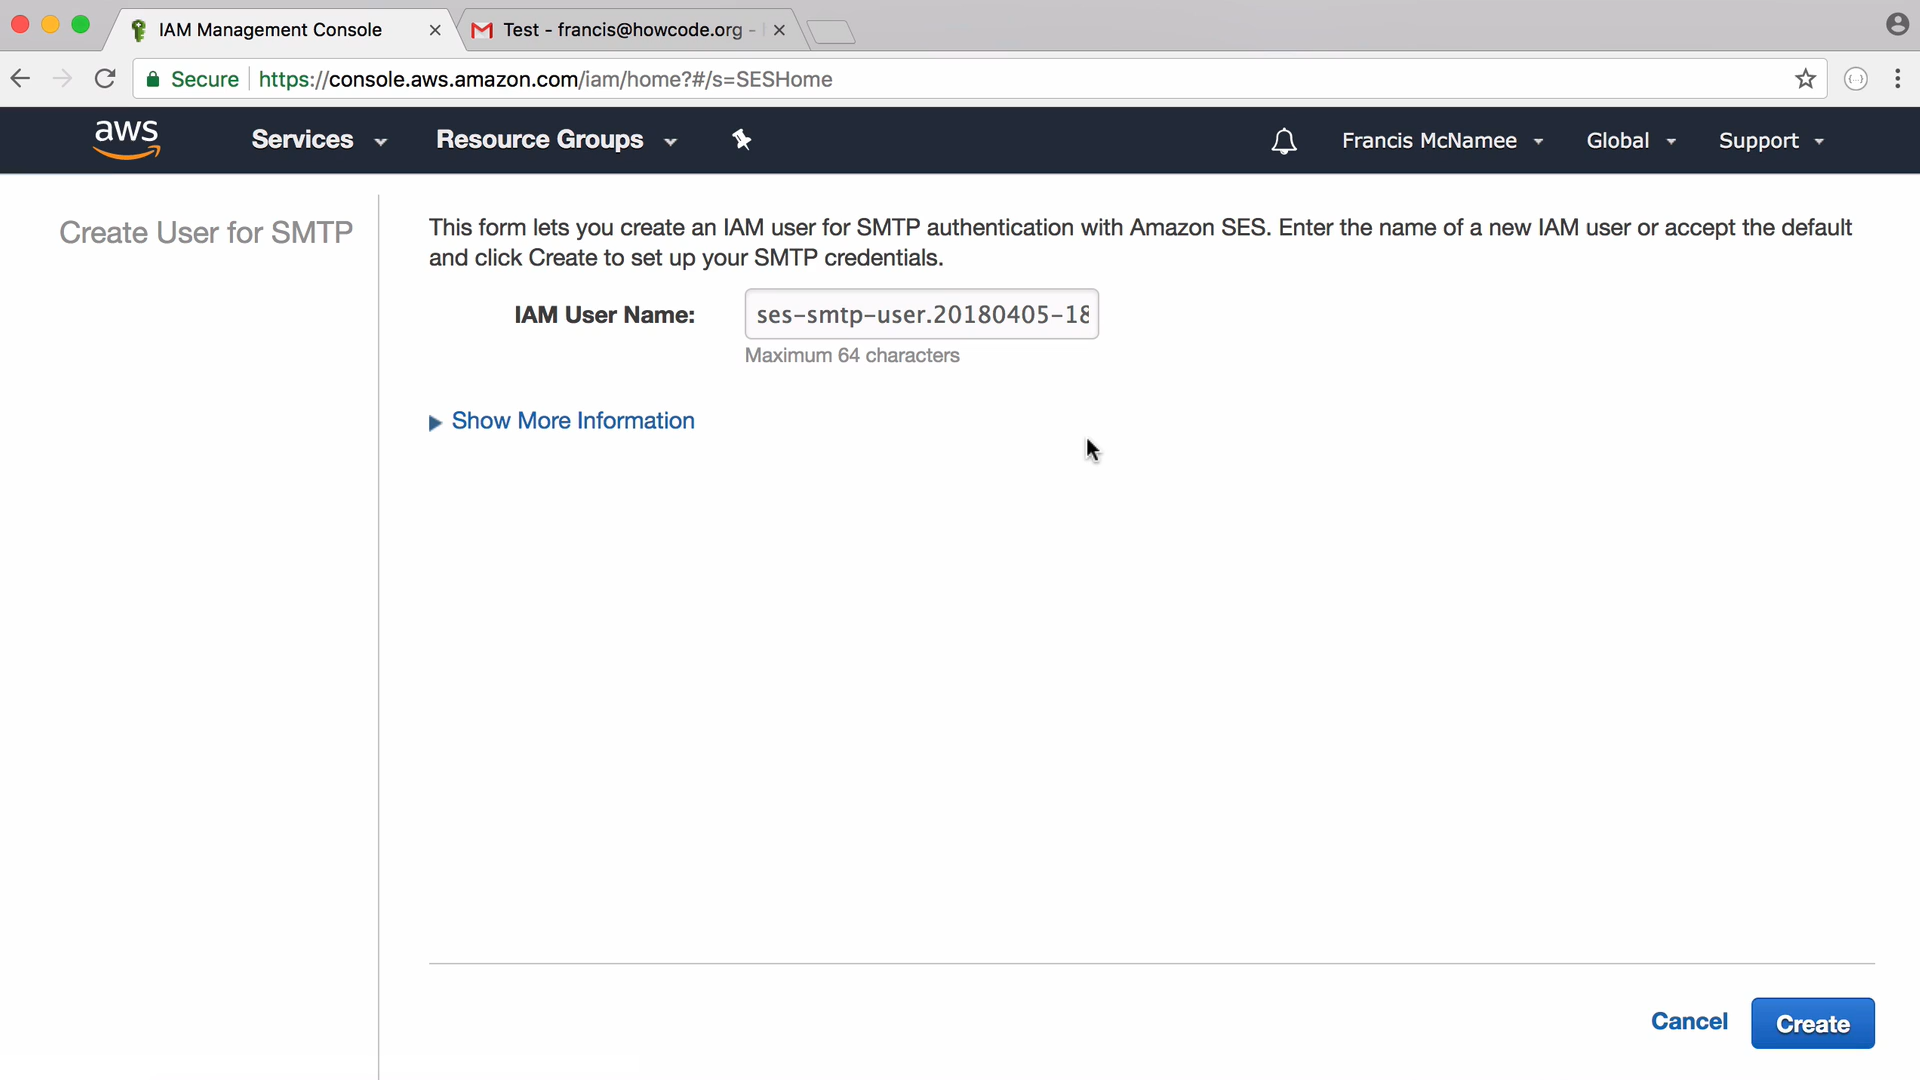 IAM Management Console
Test - francis@howcode.org -
Secure
https://console.aws.amazon.com/iam/home?#/s=SESHome
aws
Services
Resource Groups
Francis McNamee
Global
Support
Create User for SMTP
This form lets you create an IAM user for SMTP authentication with Amazon SES. Enter the name of a new IAM user or accept the default
and click Create to set up your SMTP credentials.
IAM User Name:
ses-smtp-user.20180405-18
Maximum 64 characters
Show More Information
Cancel
Create